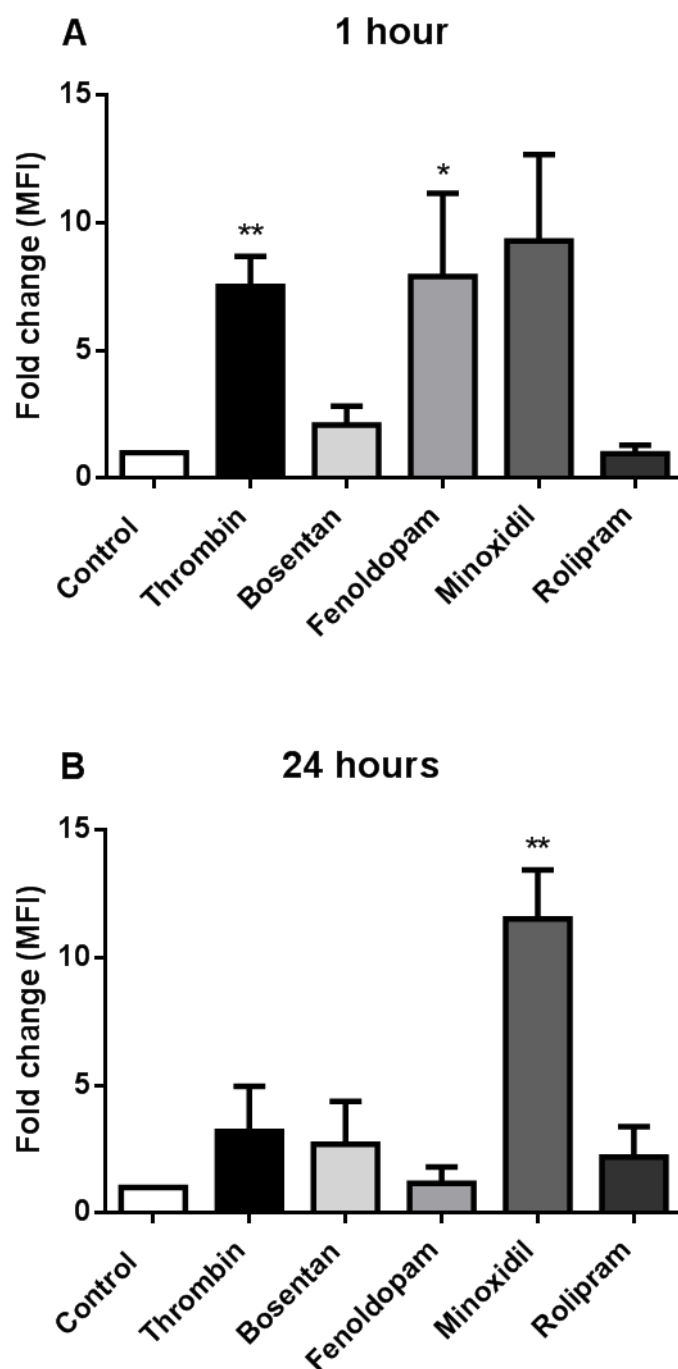 A
1 hour
Fold change (MFI)
15
10
5
0
**
*
Control
Thrombin
Bosentan
Fenoldopam
Minoxidil
Rolipram
B
24 hours
Fold change (MFI)
15
10
5
0
**
Control
Thrombin
Bosentan
Fenoldopam
Minoxidil
Rolipram